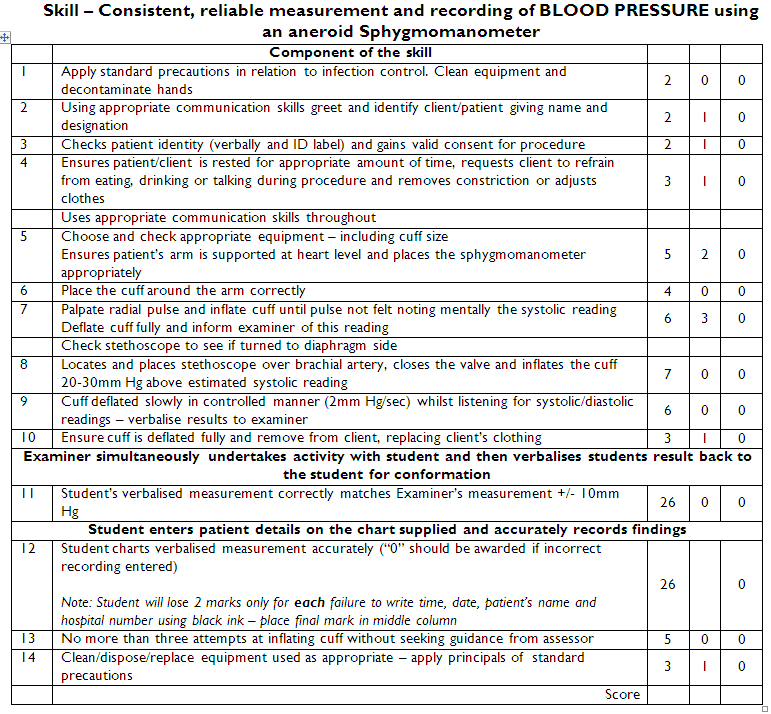 Skill – Consistent, reliable measurement and recording of BLOOD PRESSURE using
an aneroid Sphygmomanometer
Component of the skill
1 Apply standard precautions in relation to infection control. Clean equipment and
decontaminate hands 2 0 0
2 Using appropriate communication skills greet and identify client/patient giving name and
designation 2 1 0
3 Checks patient identity (verbally and ID label) and gains valid consent for procedure 2 1 0
4 Ensures patient/client is rested for appropriate amount of time, requests client to refrain
from eating, drinking or talking during procedure and removes constriction or adjusts
clothes 3 1 0
Uses appropriate communication skills throughout
5 Choose and check appropriate equipment – including cuff size
Ensures patient's arm is supported at heart level and places the sphygmomanometer
appropriately 5 2 0
6 Place the cuff around the arm correctly 4 0 0
7 Palpate radial pulse and inflate cuff until pulse not felt noting mentally the systolic reading
Deflate cuff fully and inform examiner of this reading 6 3 0
Check stethoscope to see if turned to diaphragm side
8 Locates and places stethoscope over brachial artery, closes the valve and inflates the cuff
20-30mm Hg above estimated systolic reading 7 0 0
9 Cuff deflated slowly in controlled manner (2mm Hg/sec) whilst listening for systolic/diastolic
readings – verbalise results to examiner 6 0 0
10 Ensure cuff is deflated fully and remove from client, replacing client's clothing 3 1 0
Examiner simultaneously undertakes activity with student and then verbalises students result back to
the student for conformation
11 Student's verbalised measurement correctly matches Examiner's measurement +/- 10mm
Hg 26 0 0
Student enters patient details on the chart supplied and accurately records findings
12 Student charts verbalised measurement accurately ("0" should be awarded if incorrect
recording entered) 26 0
Note: Student will lose 2 marks only for each failure to write time, date, patient's name and
hospital number using black ink – place final mark in middle column
13 No more than three attempts at inflating cuff without seeking guidance from assessor 5 0 0
14 Clean/dispose/replace equipment used as appropriate – apply principals of standard
precautions 3 1 0
Score